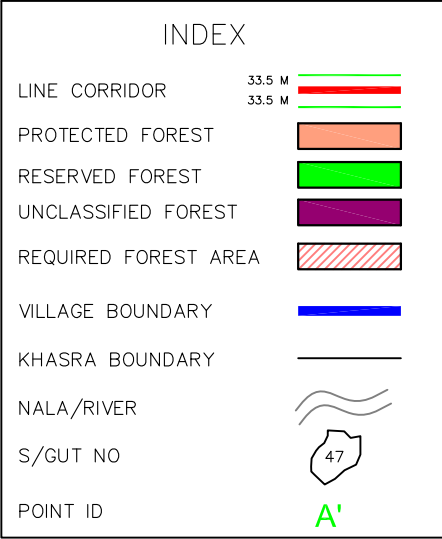 INDEX
33.5 M
LINE CORRIDOR
33.5 M
PROTECTED FOREST
RESERVED FOREST
UNCLASSIFIED FOREST
REQUIRED FOREST AREA
VILLAGE BOUNDARY
KHASRA BOUNDARY
NALA/RIVER
S/GUT NO 47
POINT ID A'